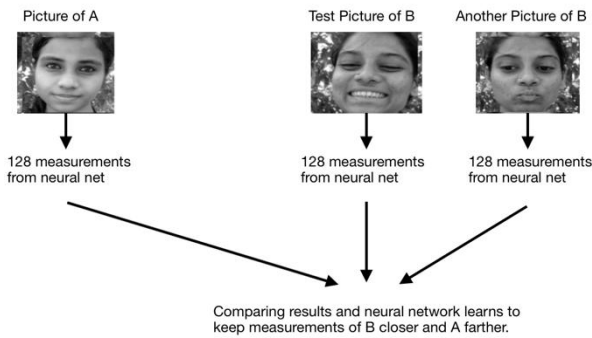 Picture of A
Test Picture of B
Another Picture of B
128 measurements
from neural net
128 measurements
from neural net
128 measurements
from neural net
Comparing results and neural network learns to
keep measurements of B closer and A farther.